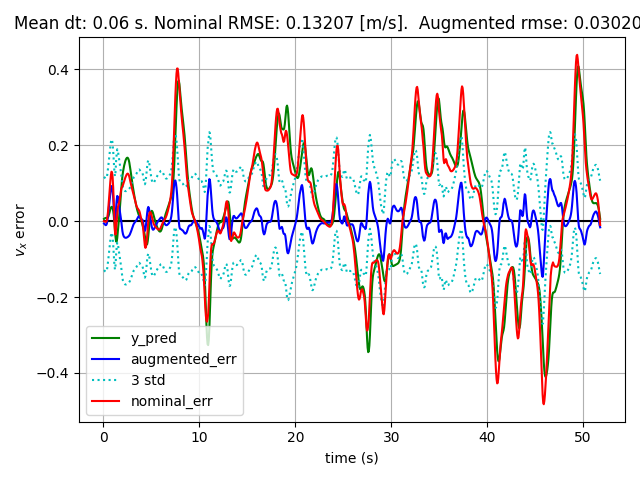 Mean dt: 0.06 s. Nominal RMSE: 0.13207 [m/s].  Augmented rmse: 0.03020
0.4
0.2
0.0
−0.2
−0.4
v_x error
y_pred
augmented_err
3 std
nominal_err
0 10 20 30 40 50
time (s)